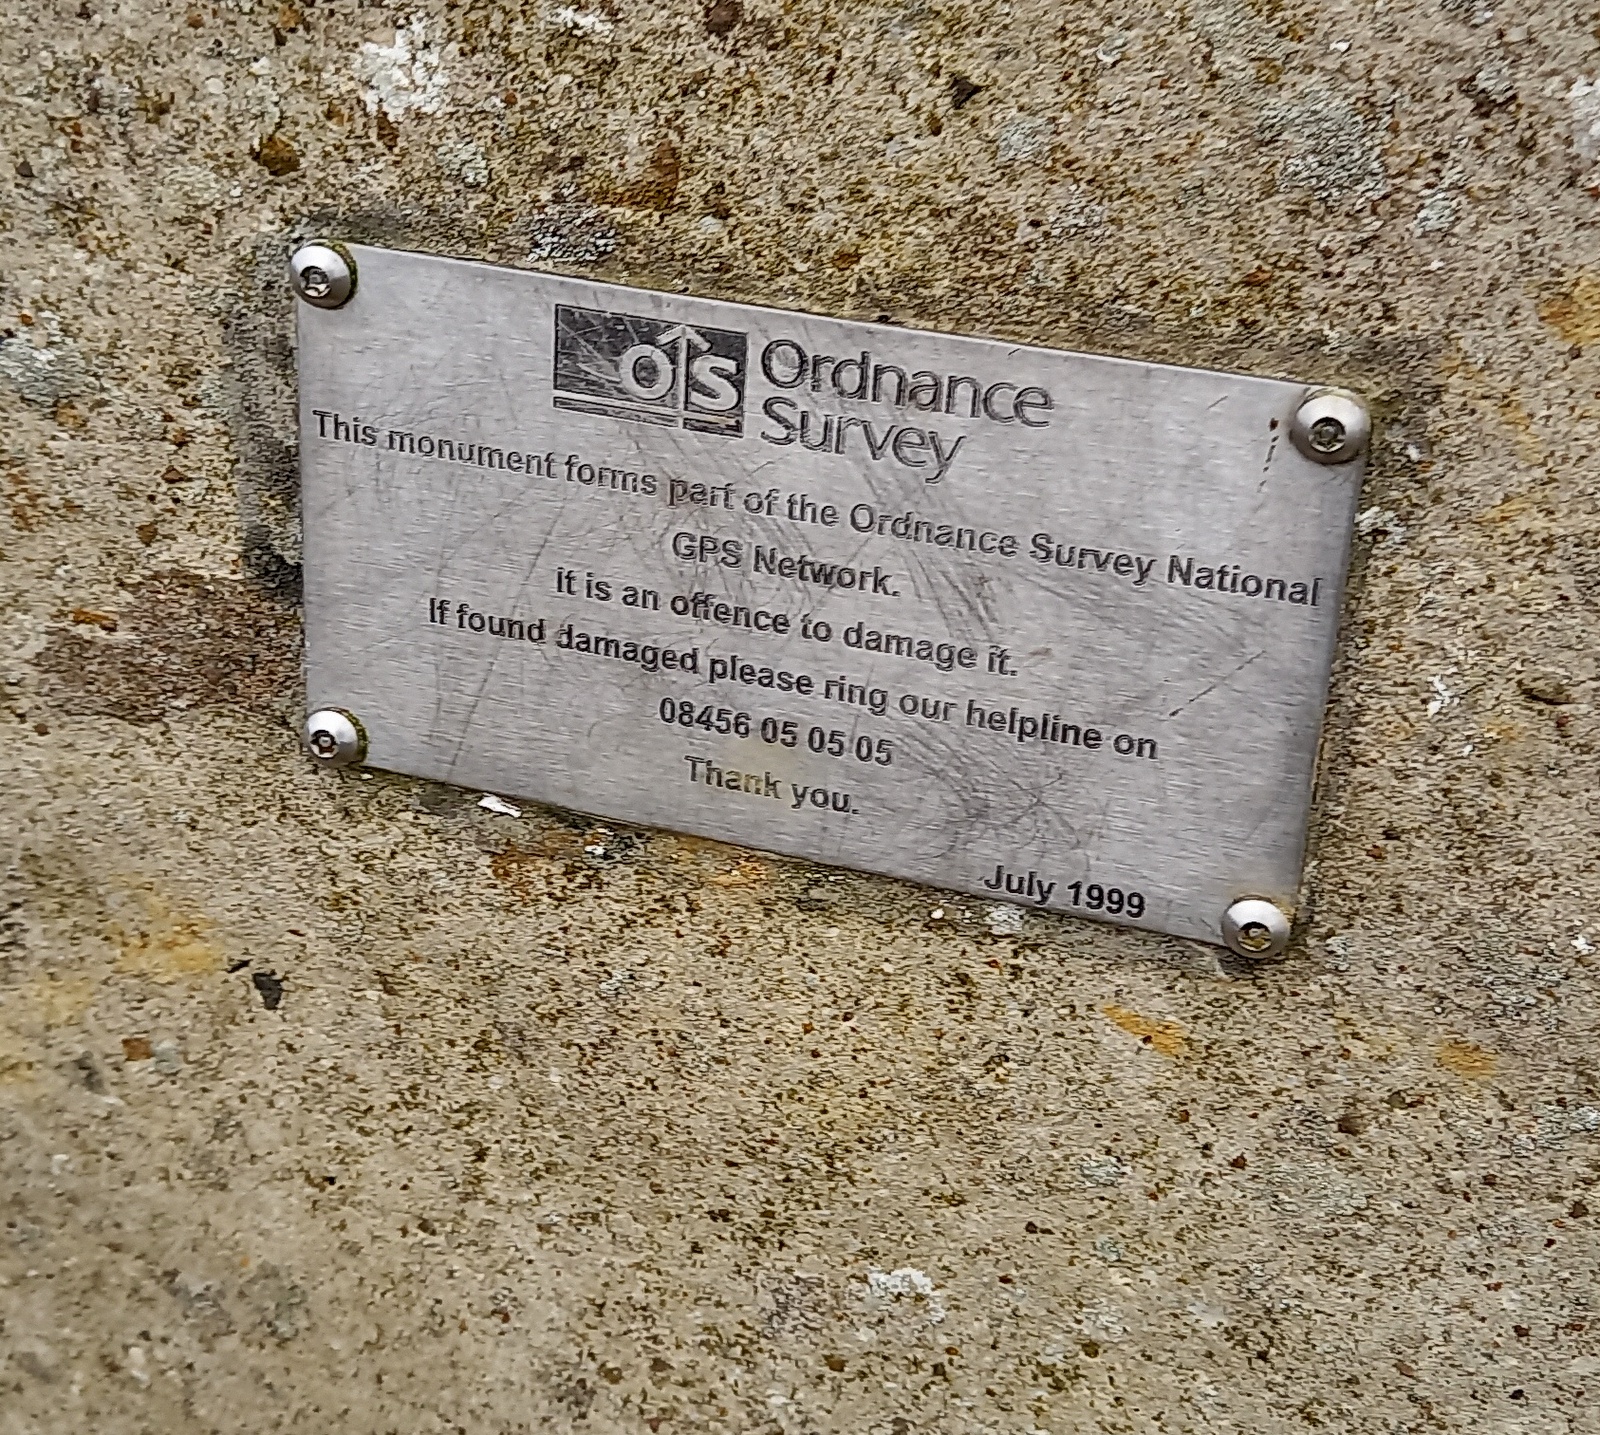 OS Ordnance
Survey
This monument forms part of the Ordnance Survey National
GPS Network.
It is an offence to damage it.
If found damaged please ring our helpline on
08456 05 05 05
Thank you.
July 1999